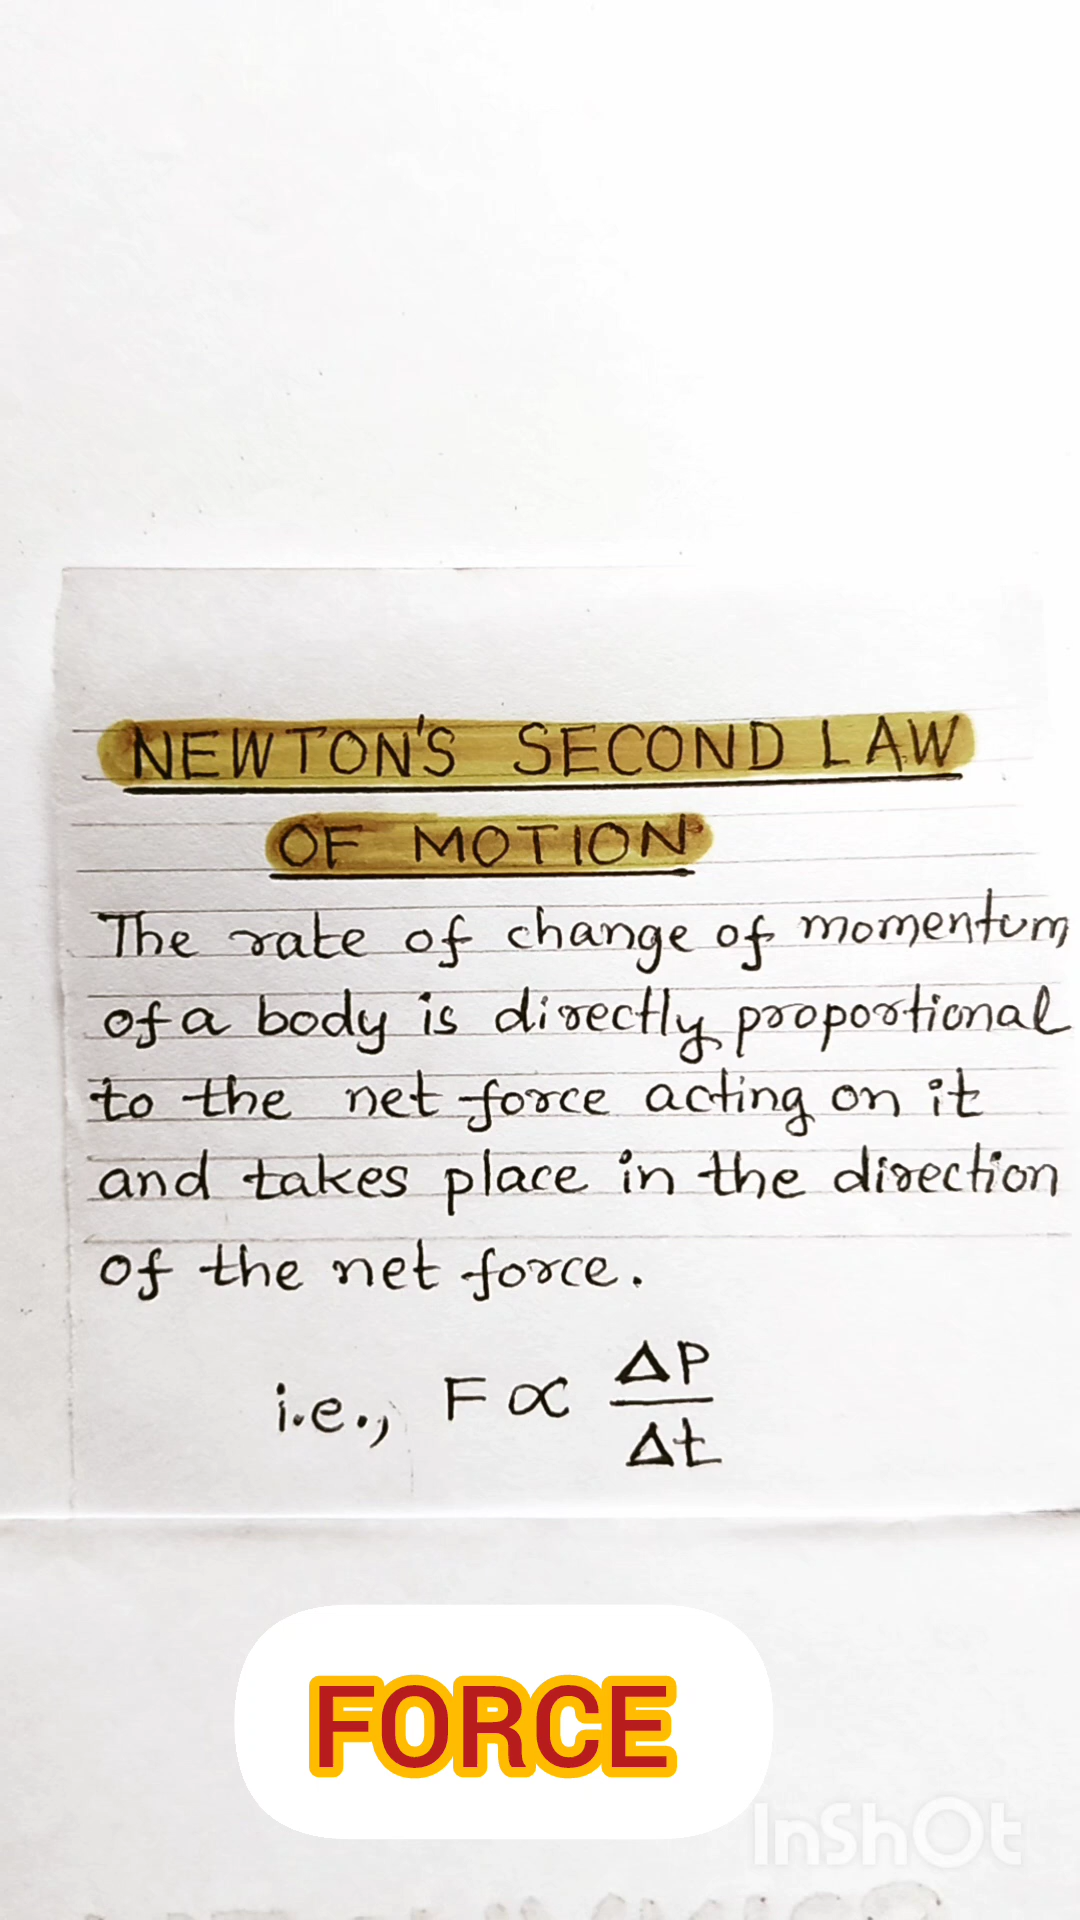 NEWTON'S SECOND LAW
OF MOTION
The rate of change of momentum
of a body is directly proportional
to the net force acting on it
and takes place in the direction
of the net force.
i.e., F ∝ ΔP/Δt
FORCE
InShOt